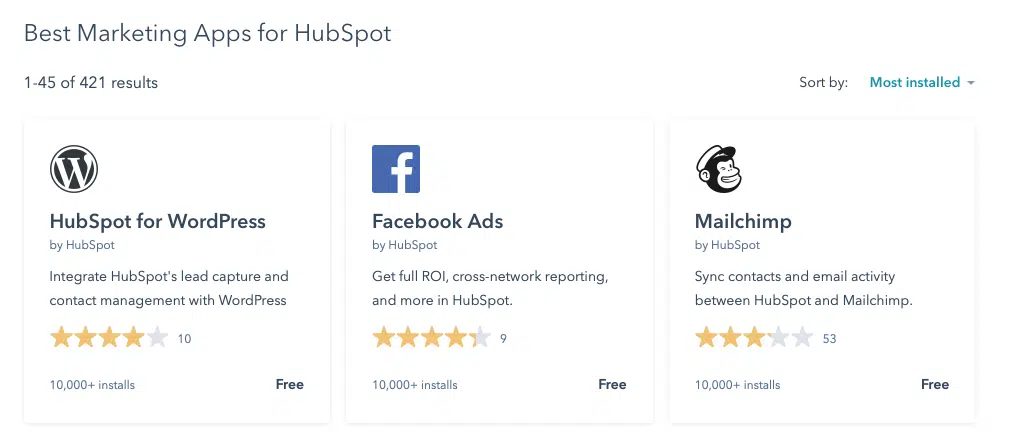 Best Marketing Apps for HubSpot
1-45 of 421 results
Sort by: Most installed
HubSpot for WordPress
by HubSpot
Integrate HubSpot's lead capture and
contact management with WordPress
10
10,000+ installs
Free
Facebook Ads
by HubSpot
Get full ROI, cross-network reporting,
and more in HubSpot.
9
10,000+ installs
Free
Mailchimp
by HubSpot
Sync contacts and email activity
between HubSpot and Mailchimp.
53
10,000+ installs
Free